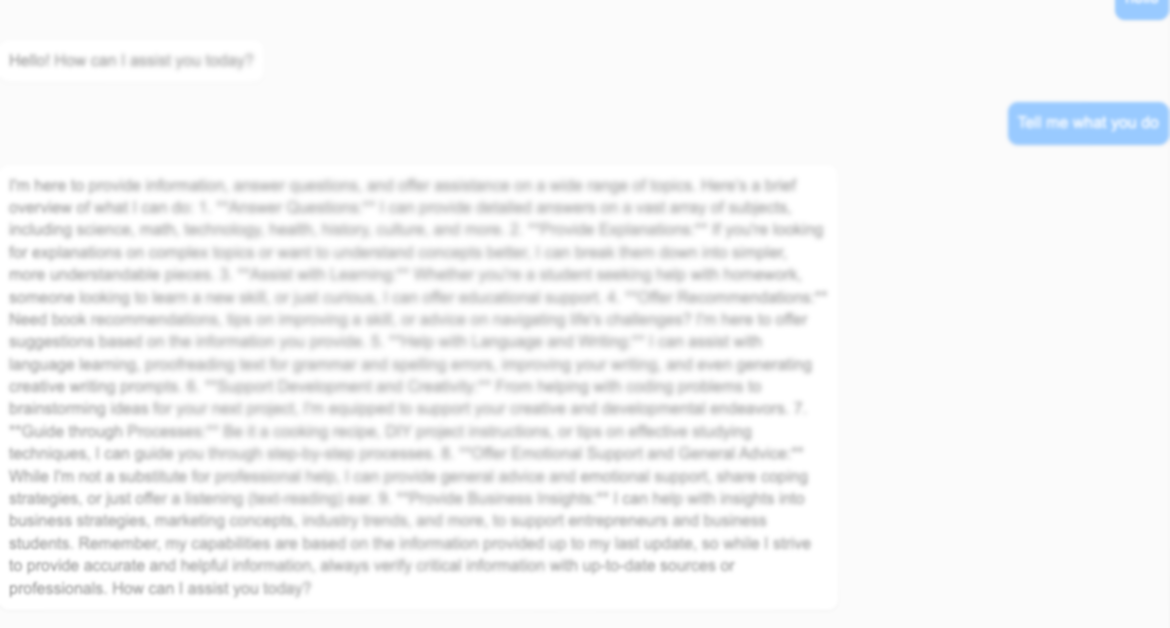 Hello! How can I assist you today?
Tell me what you do
I'm here to provide information, answer questions, and offer assistance on a wide range of topics. Here's a brief
overview of what I can do: 1. **Answer Questions:** I can provide detailed answers on a vast array of subjects,
including science, math, technology, health, history, culture, and more. 2. **Provide Explanations:** If you're looking
for explanations on complex topics or want to understand concepts better, I can break them down into simpler,
more understandable pieces. 3. **Assist with Learning:** Whether you're a student seeking help with homework,
someone looking to learn a new skill, or just curious, I can offer educational support. 4. **Offer Recommendations:**
Need book recommendations, tips on improving a skill, or advice on navigating life's challenges? I'm here to offer
suggestions based on the information you provide. 5. **Help with Language and Writing:** I can assist with
language learning, proofreading text for grammar and spelling errors, improving your writing, and even generating
creative writing prompts. 6. **Support Development and Creativity:** From helping with coding problems to
brainstorming ideas for your next project, I'm equipped to support your creative and developmental endeavors. 7.
**Guide through Processes:** Be it a cooking recipe, DIY project instructions, or tips on effective studying
techniques, I can guide you through step-by-step processes. 8. **Offer Emotional Support and General Advice:**
While I'm not a substitute for professional help, I can provide general advice and emotional support, share coping
strategies, or just offer a listening (text-reading) ear. 9. **Provide Business Insights:** I can help with insights into
business strategies, marketing concepts, industry trends, and more, to support entrepreneurs and business
students. Remember, my capabilities are based on the information provided up to my last update, so while I strive
to provide accurate and helpful information, always verify critical information with up-to-date sources or
professionals. How can I assist you today?